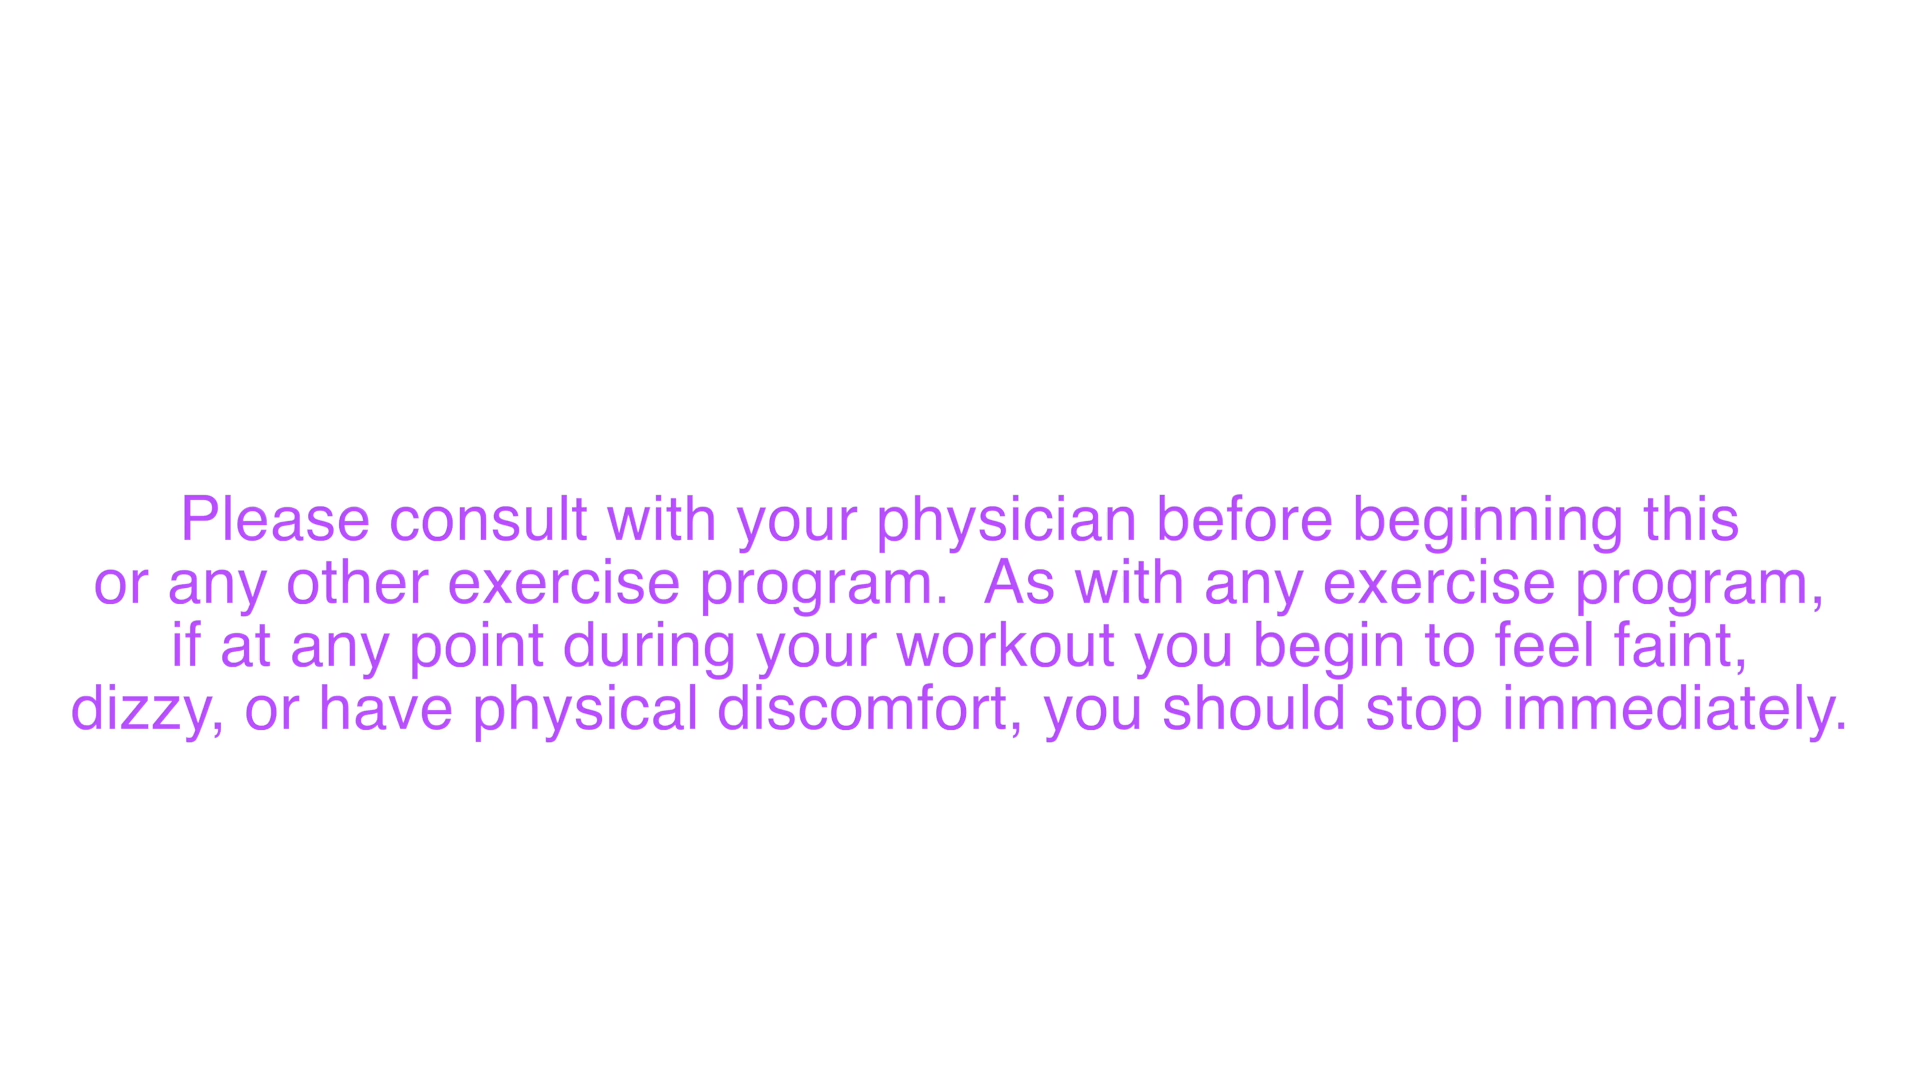 Please consult with your physician before beginning this
or any other exercise program.  As with any exercise program,
if at any point during your workout you begin to feel faint,
dizzy, or have physical discomfort, you should stop immediately.